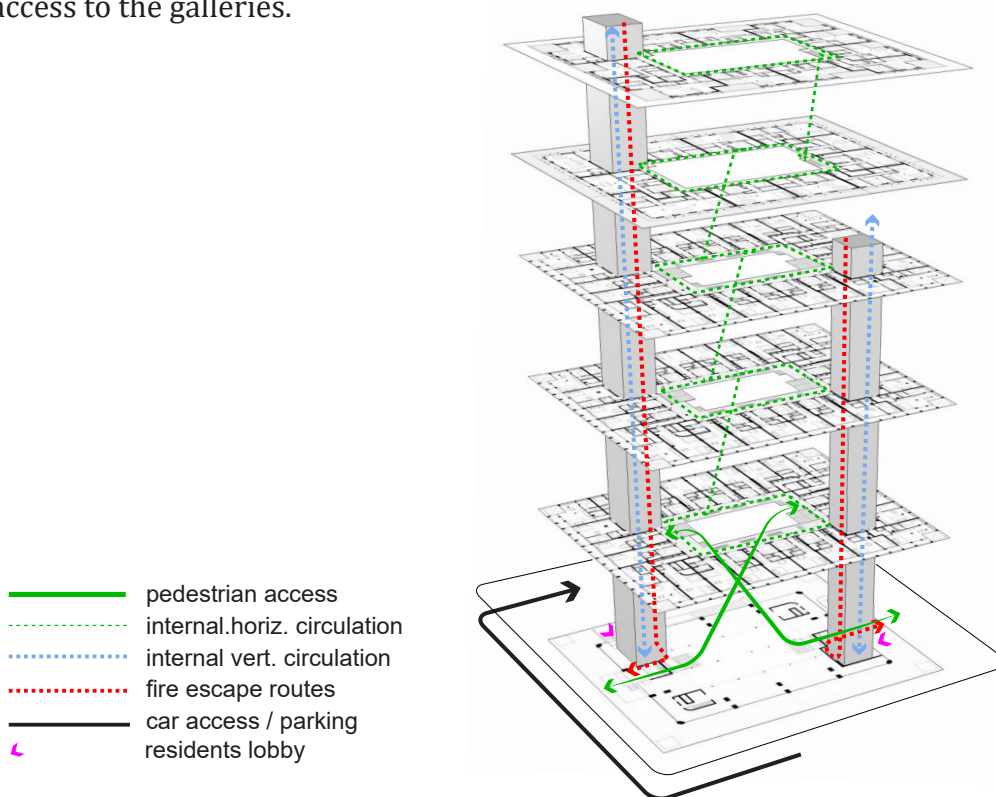 access to the galleries.
pedestrian access
internal.horiz. circulation
internal vert. circulation
fire escape routes
car access / parking
residents lobby